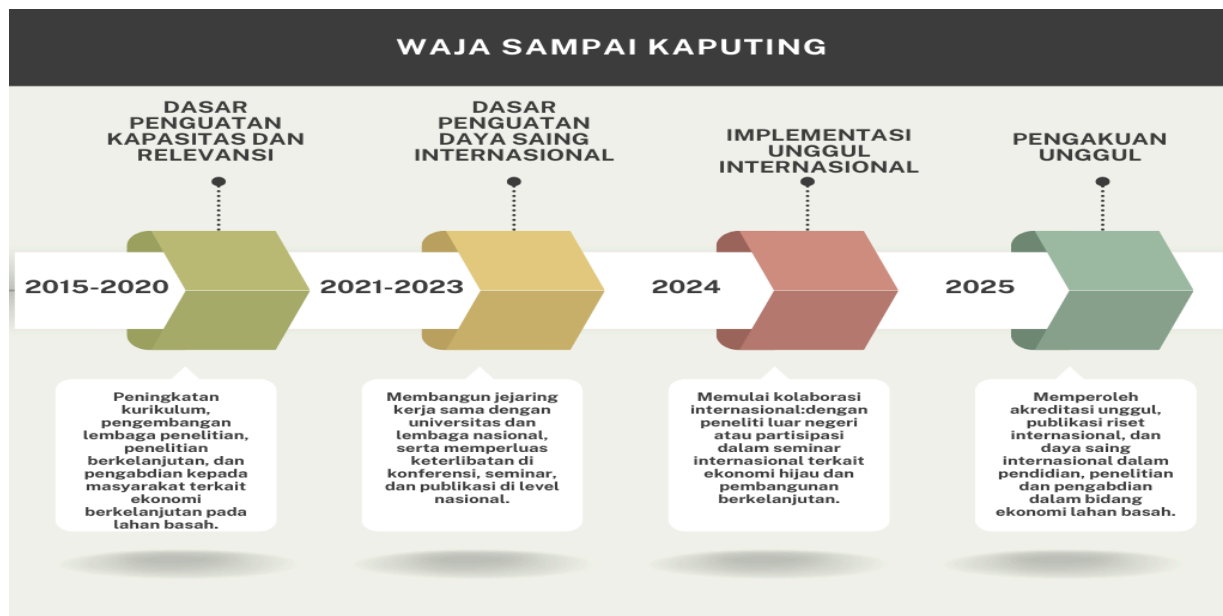 WAJA SAMPAI KAPUTING
DASAR
PENGUATAN
KAPASITAS DAN
RELEVANSI
DASAR
PENGUATAN
DAYA SAING
INTERNASIONAL
IMPLEMENTASI
UNGGUL
INTERNASIONAL
PENGAKUAN
UNGGUL
2015-2020
2021-2023
2024
2025
Peningkatan
kurikulum,
pengembangan
lembaga penelitian,
penelitian
berkelanjutan, dan
pengabdian kepada
masyarakat terkait
ekonomi
berkelanjutan pada
lahan basah.
Membangun jejaring
kerja sama dengan
universitas dan
lembaga nasional,
serta memperluas
keterlibatan di
konferensi, seminar,
dan publikasi di level
nasional.
Memulai kolaborasi
internasional:dengan
peneliti luar negeri
atau partisipasi
dalam seminar
internasional terkait
ekonomi hijau dan
pembangunan
berkelanjutan.
Memperoleh
akreditasi unggul,
publikasi riset
internasional, dan
daya saing
internasional dalam
pendidian, penelitian
dan pengabdian
dalam bidang
ekonomi lahan basah.